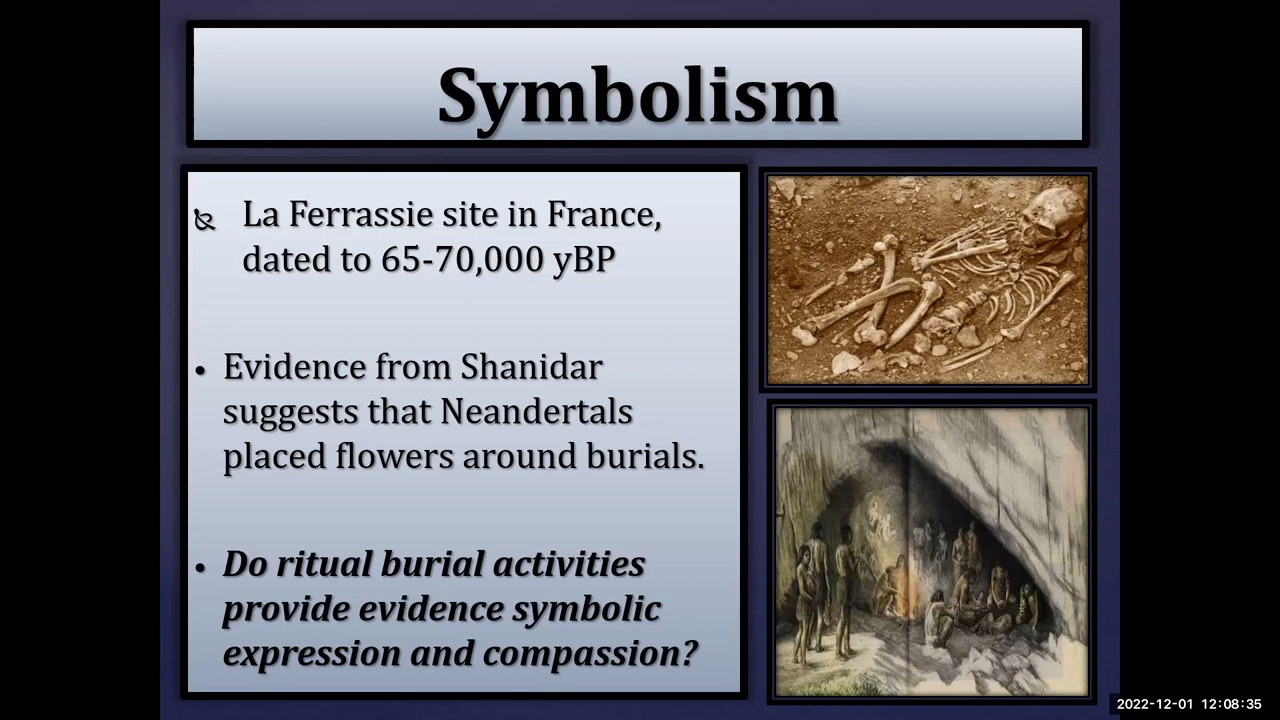 Symbolism
La Ferrassie site in France,
dated to 65-70,000 yBP
• Evidence from Shanidar
suggests that Neandertals
placed flowers around burials.
• Do ritual burial activities
provide evidence symbolic
expression and compassion?
2022-12-01 12:08:35